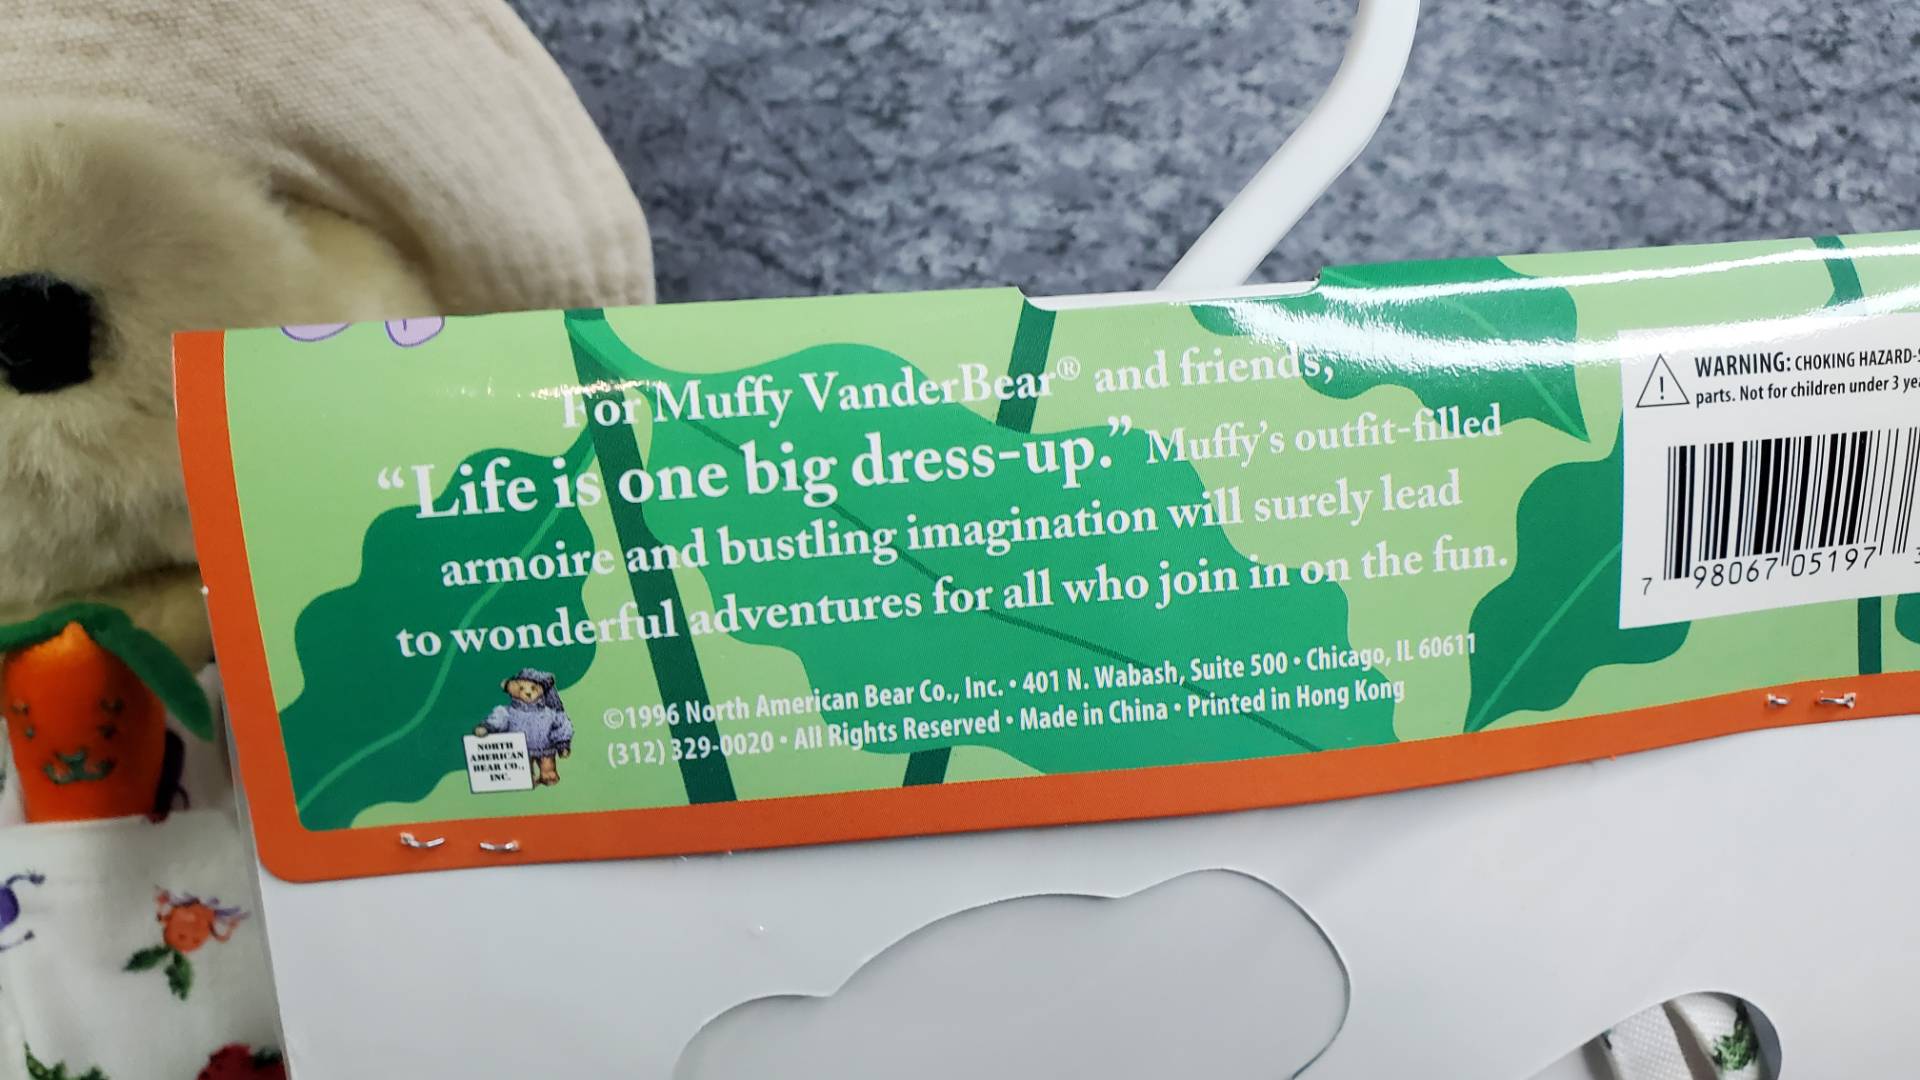 For Muffy VanderBear® and friends,
“Life is one big dress-up.” Muffy’s outfit-filled
armoire and bustling imagination will surely lead
to wonderful adventures for all who join in on the fun.
©1996 North American Bear Co., Inc. • 401 N. Wabash, Suite 500 • Chicago, IL 60611
(312) 329-0020 • All Rights Reserved • Made in China • Printed in Hong Kong
NORTH
AMERICAN
BEAR CO.,
INC.
WARNING: CHOKING HAZARD-
parts. Not for children under 3
7 98067 05197